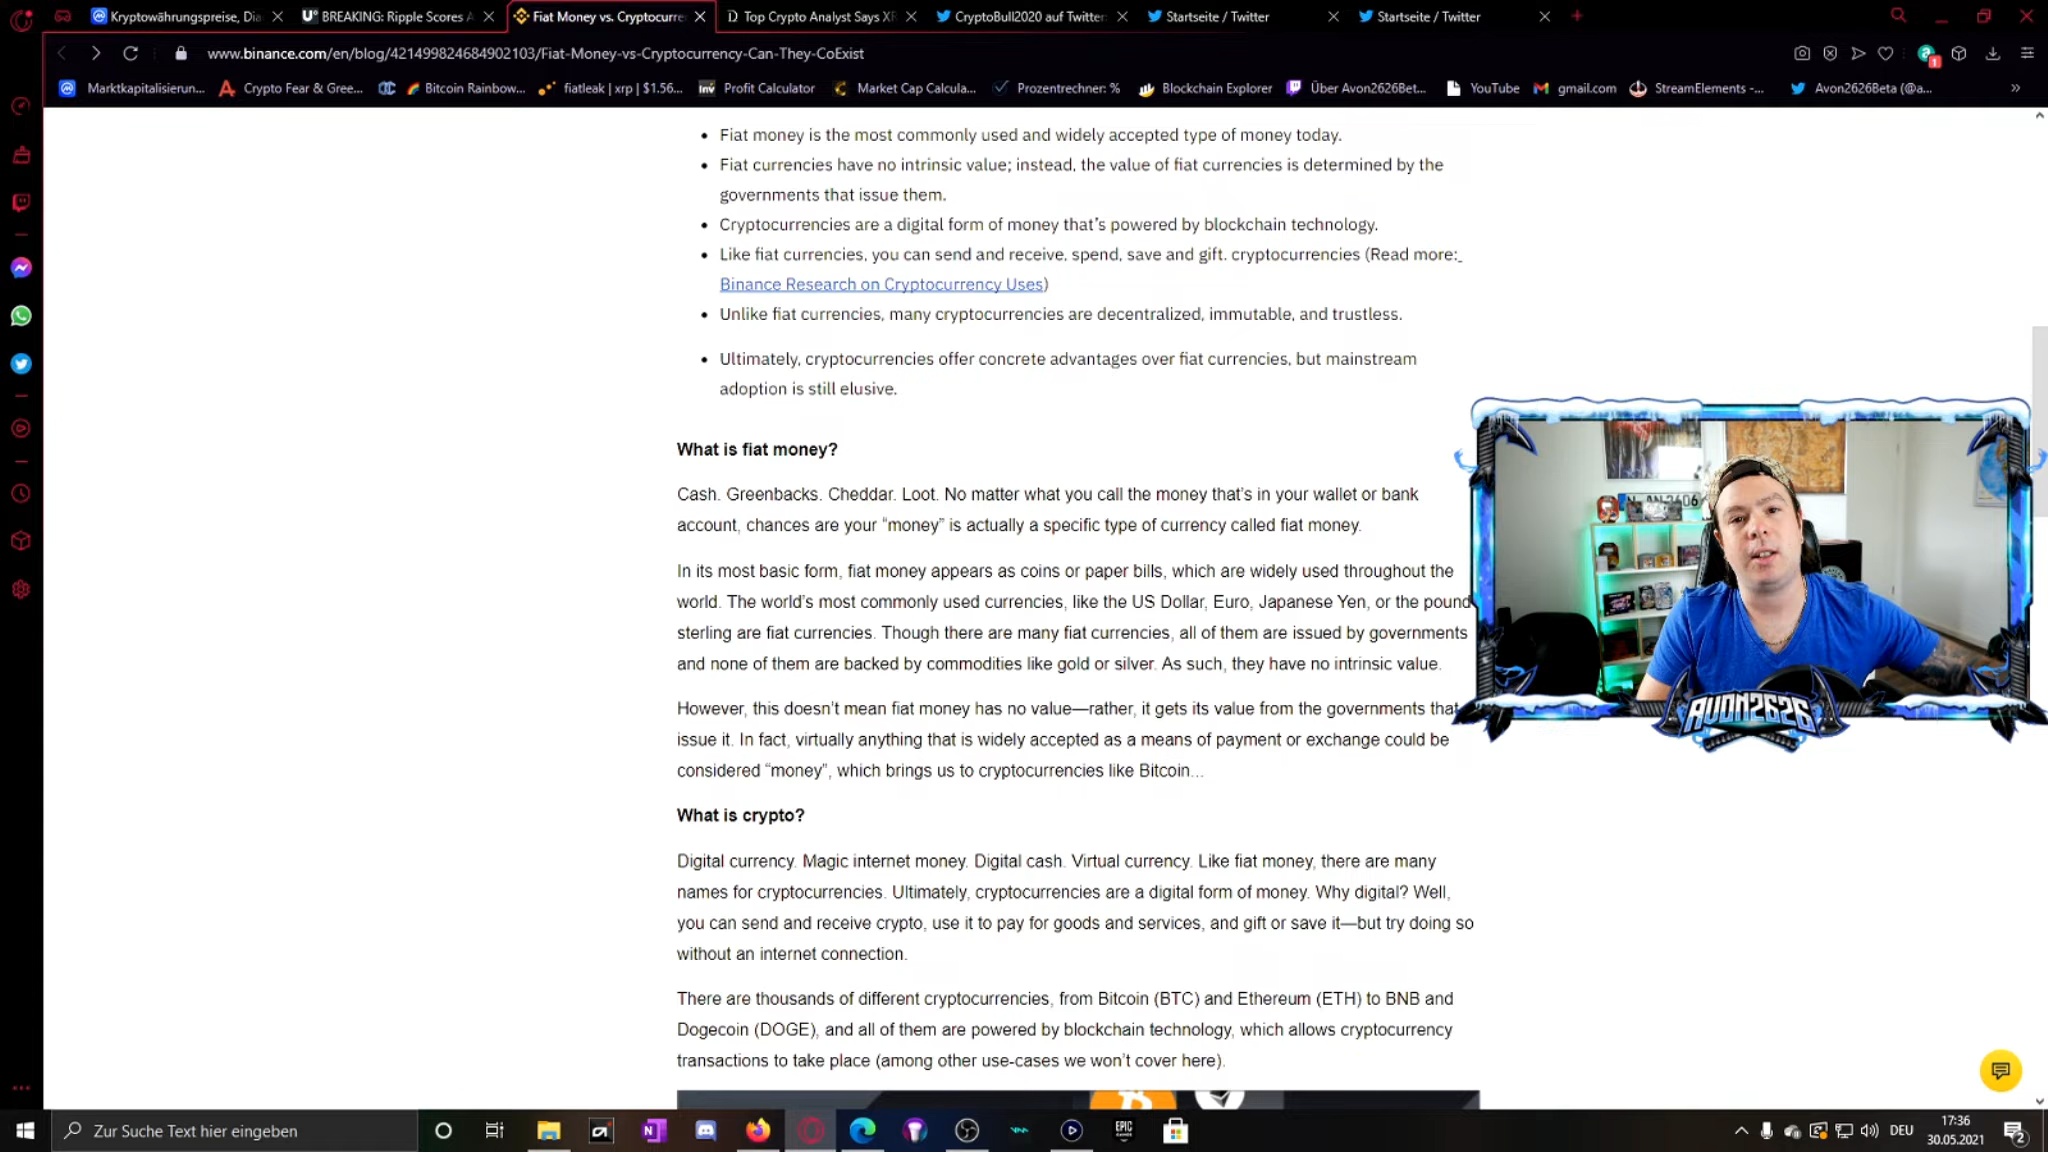 Kryptowährungspreise, Dia
BREAKING: Ripple Scores A
Fiat Money vs. Cryptocurre
Top Crypto Analyst Says XR
CryptoBull2020 auf Twitter:
Startseite / Twitter
Startseite / Twitter
www.binance.com/en/blog/421499824684902103/Fiat-Money-vs-Cryptocurrency-Can-They-CoExist
1
Marktkapitalisierun...
Crypto Fear & Gree...
Bitcoin Rainbow...
fiatleak | xrp | $1.56...
Inv
Profit Calculator
Market Cap Calcula...
Prozentrechner: %
Blockchain Explorer
Über Avon2626Bet...
YouTube
gmail.com
StreamElements -...
Avon2626Beta (@a...
• Fiat money is the most commonly used and widely accepted type of money today.
• Fiat currencies have no intrinsic value; instead, the value of fiat currencies is determined by the
governments that issue them.
• Cryptocurrencies are a digital form of money that's powered by blockchain technology.
• Like fiat currencies, you can send and receive, spend, save and gift. cryptocurrencies (Read more:
Binance Research on Cryptocurrency Uses)
• Unlike fiat currencies, many cryptocurrencies are decentralized, immutable, and trustless.
• Ultimately, cryptocurrencies offer concrete advantages over fiat currencies, but mainstream
adoption is still elusive.
What is fiat money?
Cash. Greenbacks. Cheddar. Loot. No matter what you call the money that's in your wallet or bank
account, chances are your “money” is actually a specific type of currency called fiat money.
In its most basic form, fiat money appears as coins or paper bills, which are widely used throughout the
world. The world's most commonly used currencies, like the US Dollar, Euro, Japanese Yen, or the pound
sterling are fiat currencies. Though there are many fiat currencies, all of them are issued by governments
and none of them are backed by commodities like gold or silver. As such, they have no intrinsic value.
However, this doesn't mean fiat money has no value—rather, it gets its value from the governments that
issue it. In fact, virtually anything that is widely accepted as a means of payment or exchange could be
considered “money”, which brings us to cryptocurrencies like Bitcoin...
AVON2626
What is crypto?
Digital currency. Magic internet money. Digital cash. Virtual currency. Like fiat money, there are many
names for cryptocurrencies. Ultimately, cryptocurrencies are a digital form of money. Why digital? Well,
you can send and receive crypto, use it to pay for goods and services, and gift or save it—but try doing so
without an internet connection.
There are thousands of different cryptocurrencies, from Bitcoin (BTC) and Ethereum (ETH) to BNB and
Dogecoin (DOGE), and all of them are powered by blockchain technology, which allows cryptocurrency
transactions to take place (among other use-cases we won't cover here).
Zur Suche Text hier eingeben
EPIC
DEU
17:36
30.05.2021
2